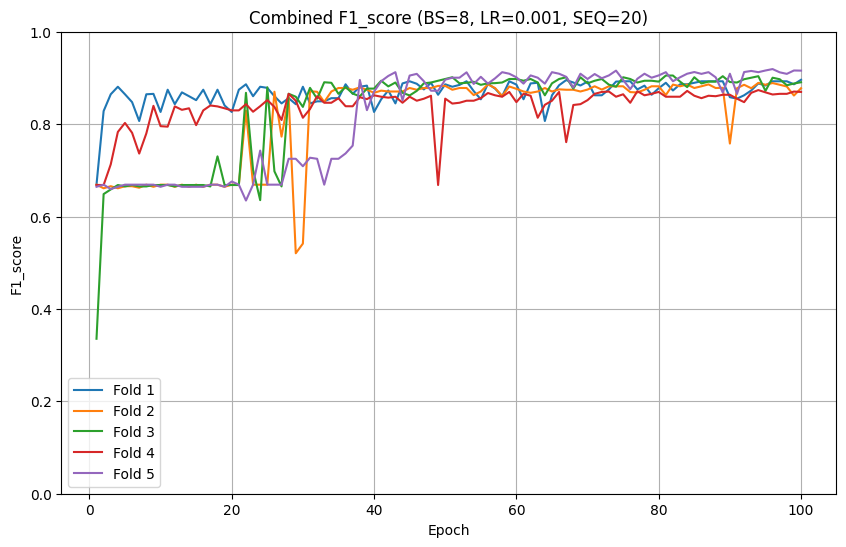 Combined F1_score (BS=8, LR=0.001, SEQ=20)
1.0
0.8
0.6
0.4
0.2
0.0
F1_score
Fold 1
Fold 2
Fold 3
Fold 4
Fold 5
0 20 40 60 80 100
Epoch